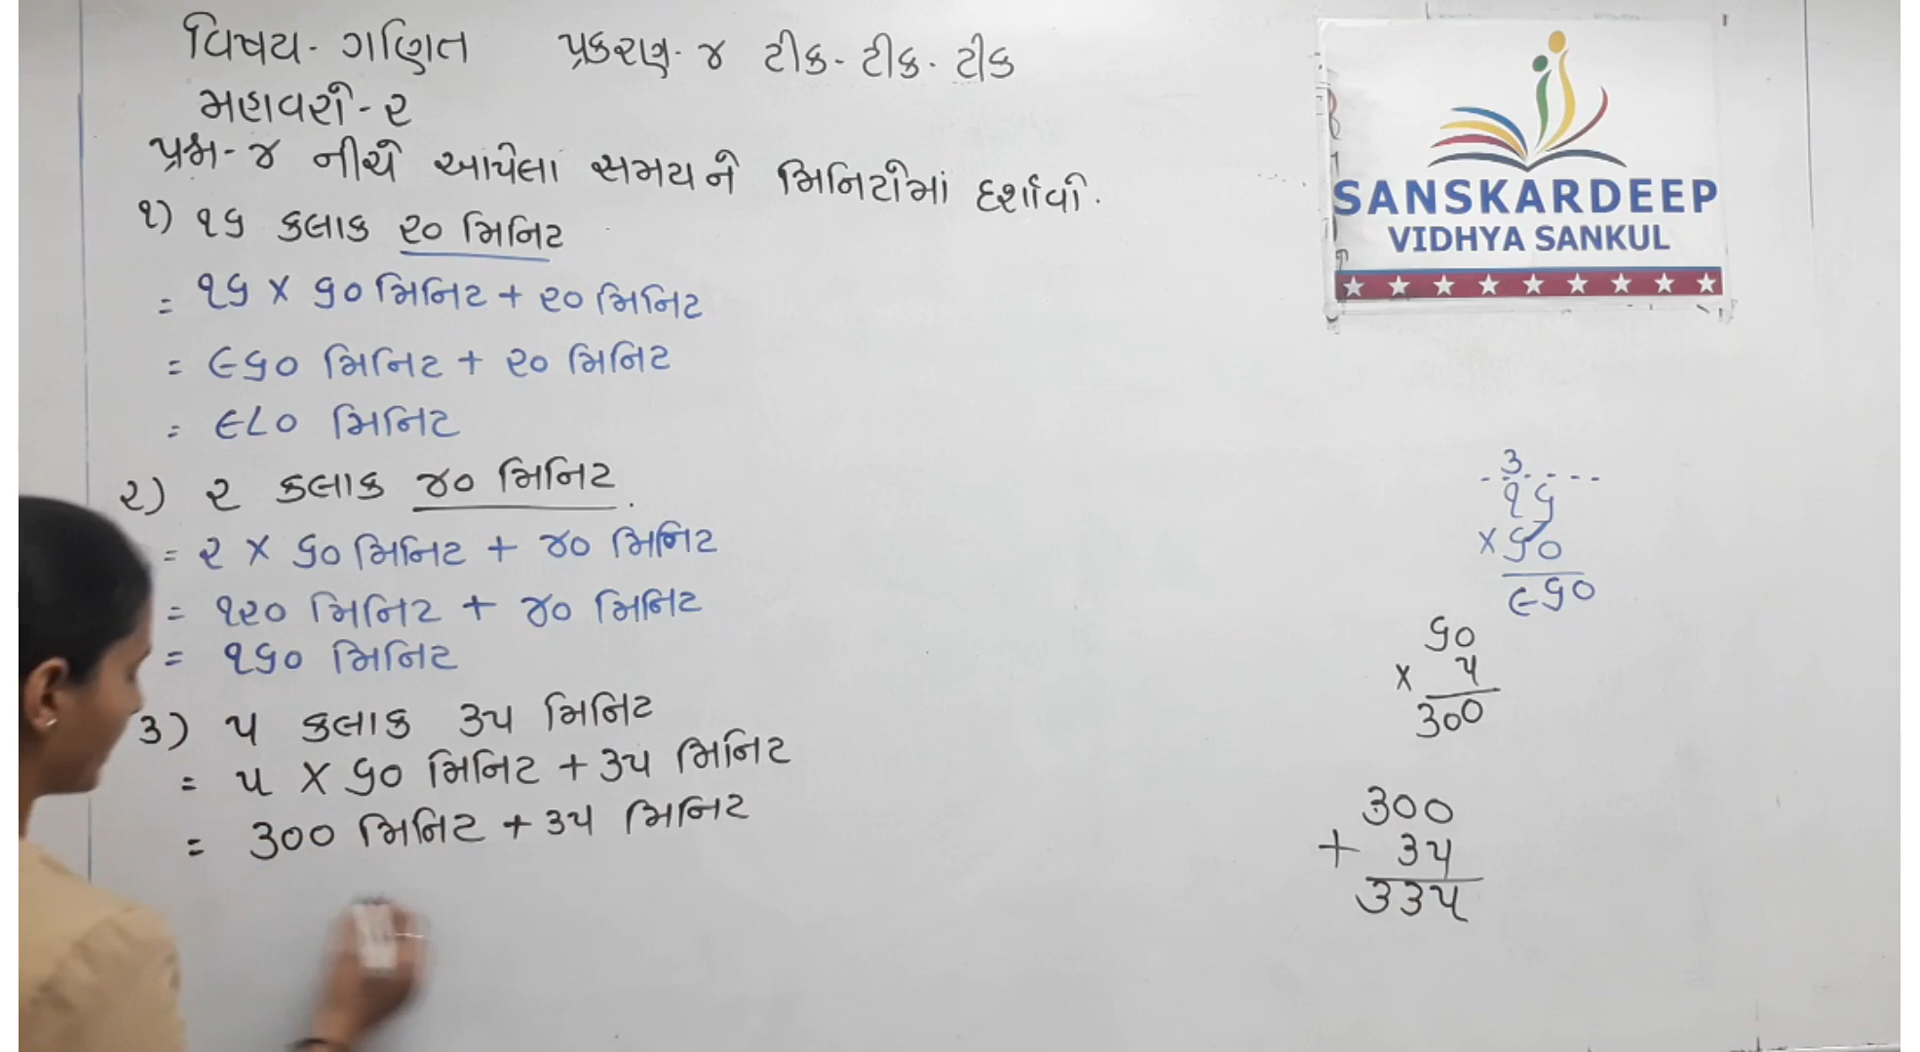 વિષય- ગણિત પ્રકરણ- ૪ ટીક- ટીક- ટીક
મહાવરો- ૨
પ્રશ્ન- ૪ નીચે આપેલા સમયને મિનિટોમાં દર્શાવો.
૧) ૧૬ કલાક ૨૦ મિનિટ
= ૧૬ × ૬૦ મિનિટ + ૨૦ મિનિટ
= ૯૬૦ મિનિટ + ૨૦ મિનિટ
= ૯૮૦ મિનિટ
૨) ૨ કલાક ૪૦ મિનિટ
= ૨ × ૬૦ મિનિટ + ૪૦ મિનિટ
= ૧૨૦ મિનિટ + ૪૦ મિનિટ
= ૧૬૦ મિનિટ
૩) ૫ કલાક ૩૫ મિનિટ
= ૫ × ૬૦ મિનિટ + ૩૫ મિનિટ
= ૩૦૦ મિનિટ + ૩૫ મિનિટ
SANSKARDEEP
VIDHYA SANKUL
૩
૧૬
× ૬૦
૯૬૦
૬૦
× ૫
૩૦૦
૩૦૦
+ ૩૫
૩૩૫